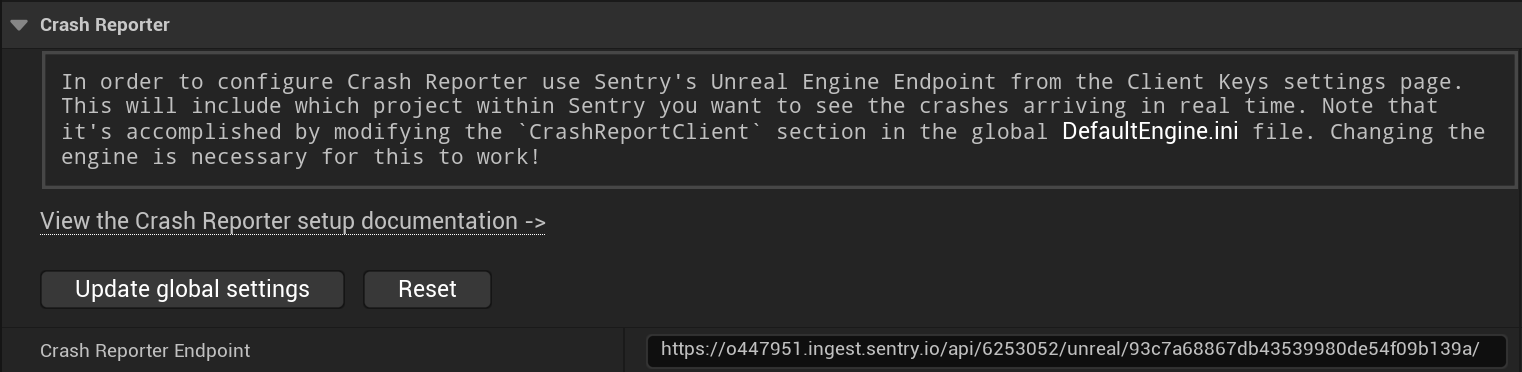 Crash Reporter
In order to configure Crash Reporter use Sentry's Unreal Engine Endpoint from the Client Keys settings page.
This will include which project within Sentry you want to see the crashes arriving in real time. Note that
it's accomplished by modifying the `CrashReportClient` section in the global DefaultEngine.ini file. Changing the
engine is necessary for this to work!
View the Crash Reporter setup documentation ->
Update global settings Reset
Crash Reporter Endpoint https://o447951.ingest.sentry.io/api/6253052/unreal/93c7a68867db43539980de54f09b139a/